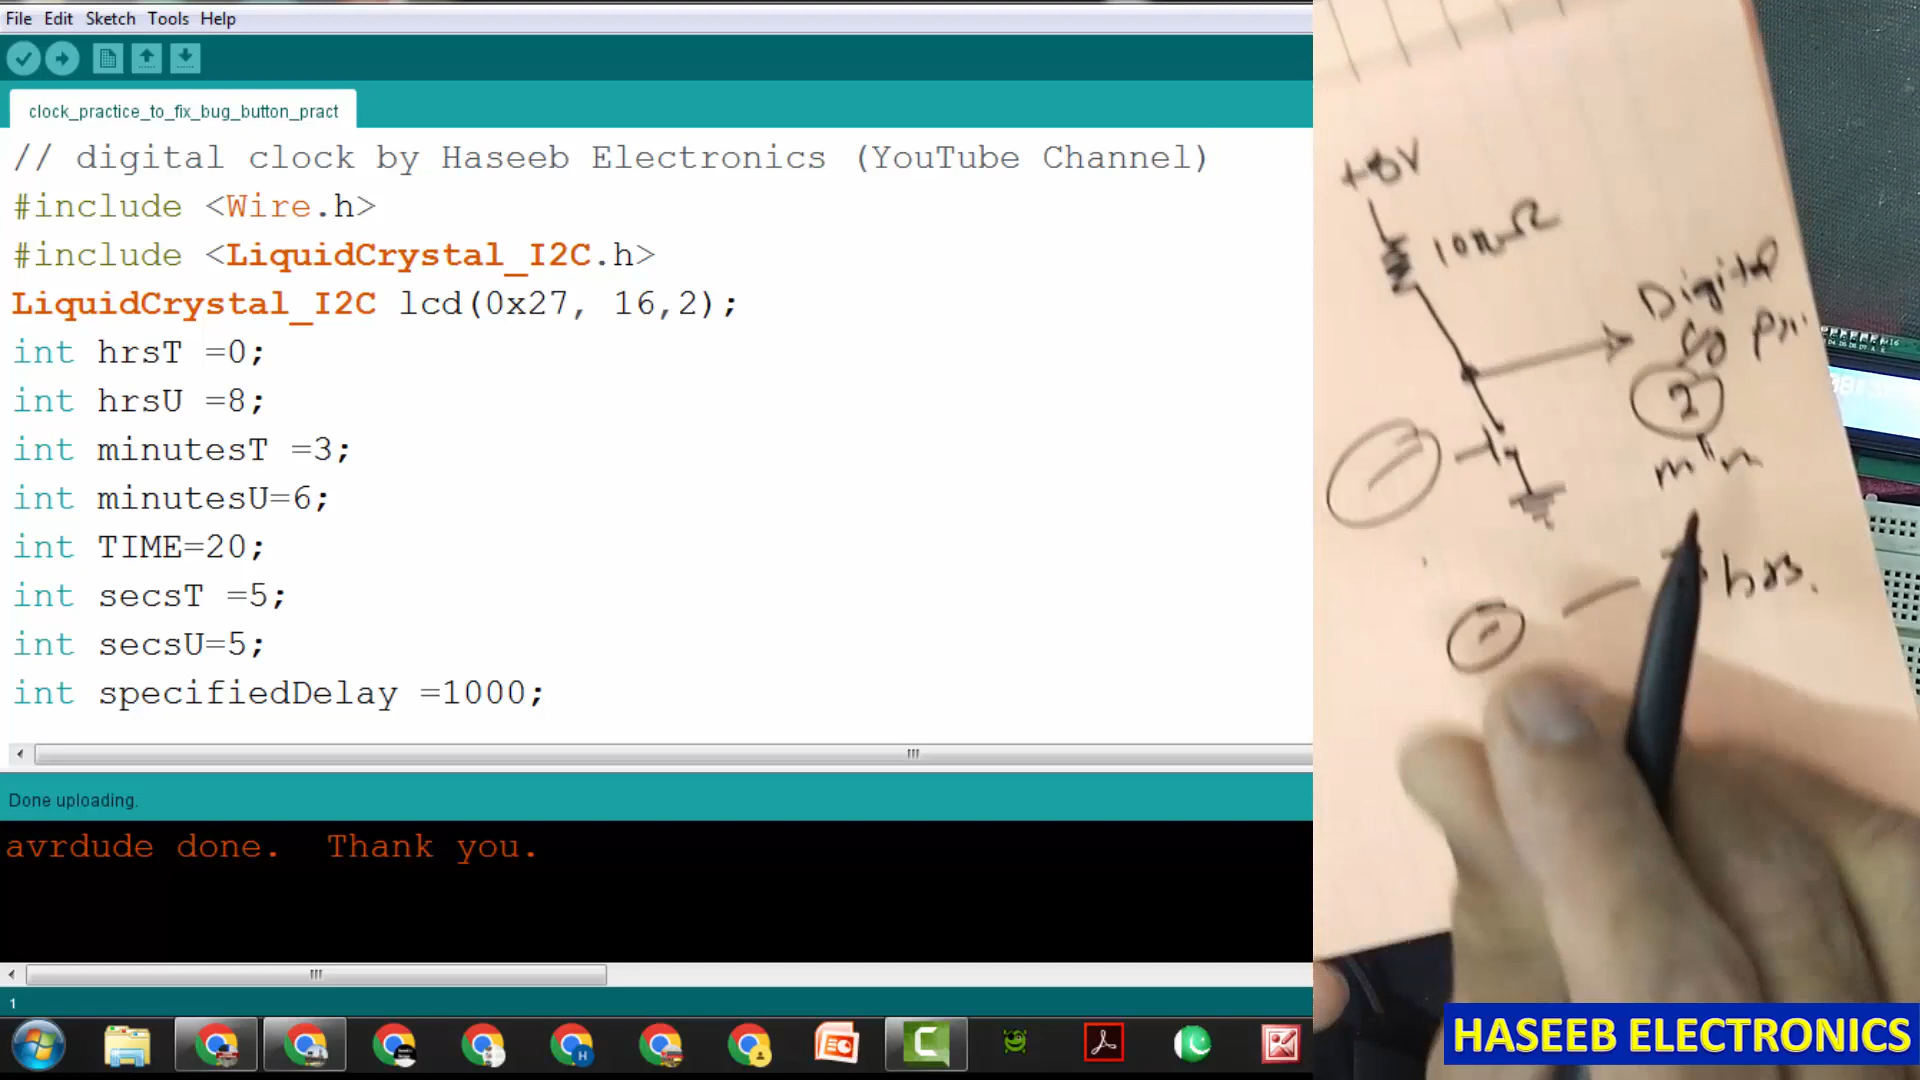 File Edit Sketch Tools Help
clock_practice_to_fix_bug_button_pract
// digital clock by Haseeb Electronics (YouTube Channel)
#include <Wire.h>
#include <LiquidCrystal_I2C.h>
LiquidCrystal_I2C lcd(0x27, 16,2);
int hrsT =0;
int hrsU =8;
int minutesT =3;
int minutesU=6;
int TIME=20;
int secsT =5;
int secsU=5;
int specifiedDelay =1000;
Done uploading.
avrdude done.  Thank you.
1
+5V
Digital
2
min
hrs.
HASEEB ELECTRONICS